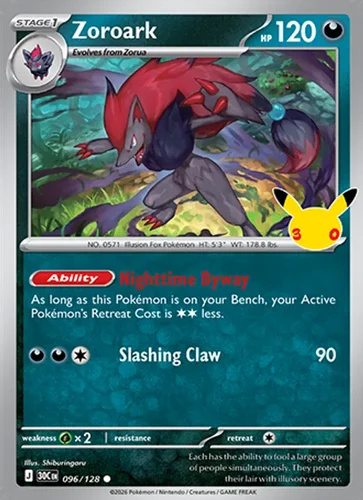 STAGE 1
Zoroark
HP 120
Evolves from Zorua
NO. 0571 Illusion Fox Pokémon HT: 5'3" WT: 178.8 lbs.
30
Ability Nighttime Byway
As long as this Pokémon is on your Bench, your Active
Pokémon's Retreat Cost is less.
Slashing Claw 90
weakness ×2 resistance retreat
Illus. Shiburingaru
J 30C EN 096/128
Each has the ability to fool a large group
of people simultaneously. They protect
their lair with illusory scenery.
©2026 Pokémon / Nintendo / Creatures / GAME FREAK